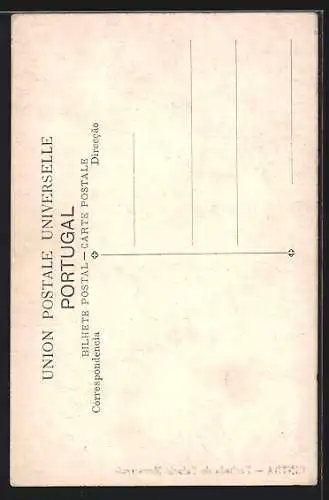 UNION POSTALE UNIVERSELLE
PORTUGAL
BILHETE POSTAL — CARTE POSTALE
Correspondencia
Direcção